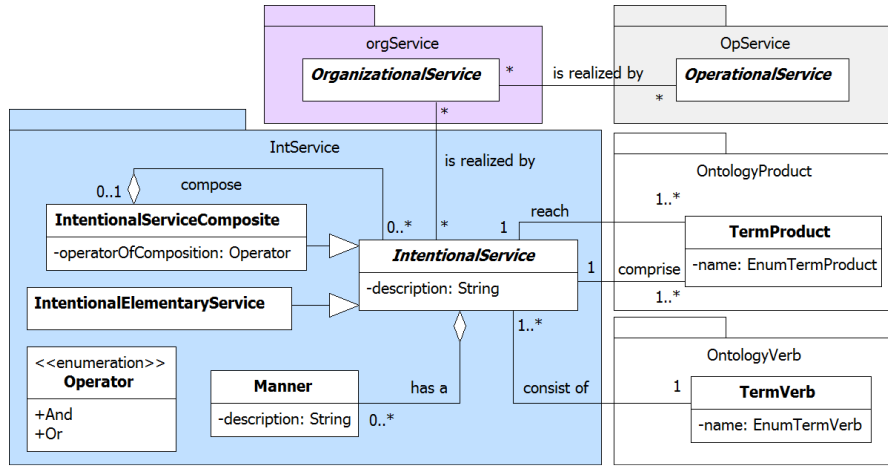 orgService
OpService
OrganizationalService
*
is realized by
OperationalService
*
*
IntService
is realized by
OntologyProduct
compose
0..1
1..*
IntentionalServiceComposite
0..*
*
1
reach
TermProduct
-operatorOfComposition: Operator
IntentionalService
-name: EnumTermProduct
1
comprise
-description: String
1..*
IntentionalElementaryService
1..*
OntologyVerb
<<enumeration>>
Operator
+And
+Or
Manner
has a
consist of
1
TermVerb
-description: String
0..*
-name: EnumTermVerb